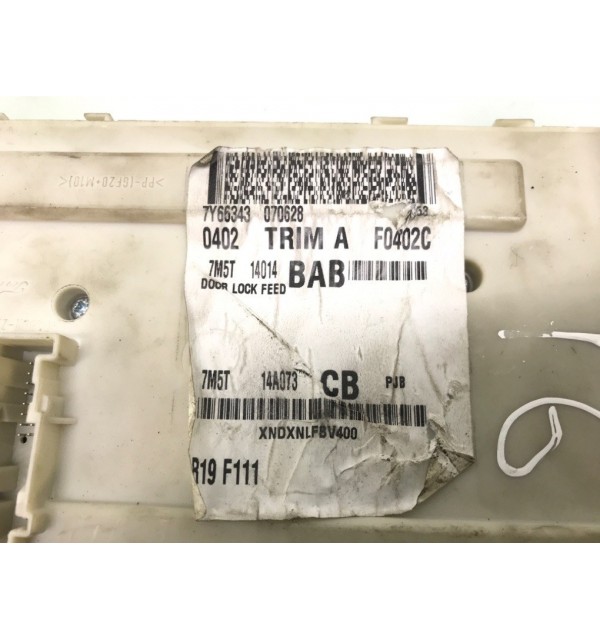 >PP-(GF20+M10)<
7Y66343 070628
0402 TRIM A F0402C
7M5T 14014 BAB
DOOR LOCK FEED
7M5T 14A073 CB PJB
XNDXNLFBV400
R19 F111